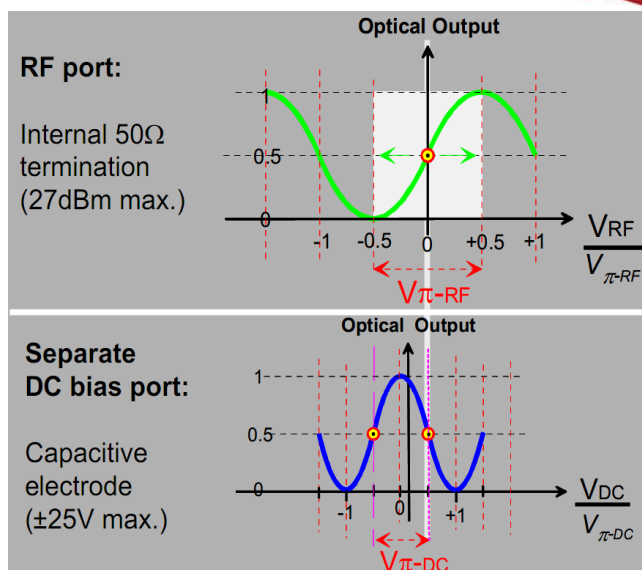 Optical Output
RF port:
Internal 50Ω
termination
(27dBm max.)
1
0.5
0
-1
-0.5
0
+0.5
+1
VRF
Vπ-RF
Vπ-RF
Optical Output
Separate
DC bias port:
Capacitive
electrode
(±25V max.)
1
0.5
0
-1
0
+1
VDC
Vπ-DC
Vπ-DC